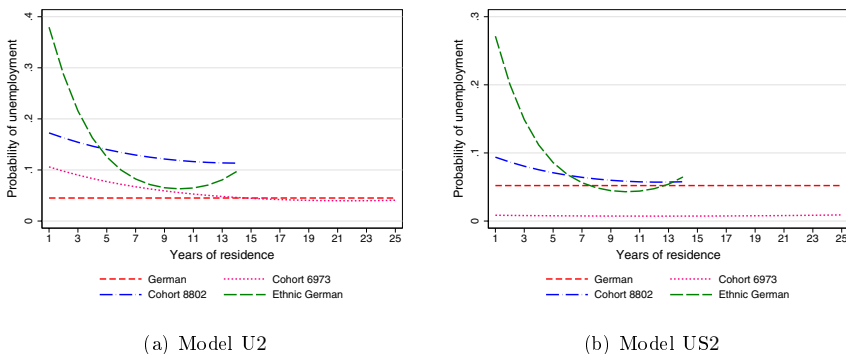 .4
.3
.2
.1
0
Probability of unemployment
1 3 5 7 9 11 13 15 17 19 21 23 25
Years of residence
German
Cohort 6973
Cohort 8802
Ethnic German
(a) Model U2
.3
.2
.1
0
Probability of unemployment
1 3 5 7 9 11 13 15 17 19 21 23 25
Years of residence
German
Cohort 6973
Cohort 8802
Ethnic German
(b) Model US2